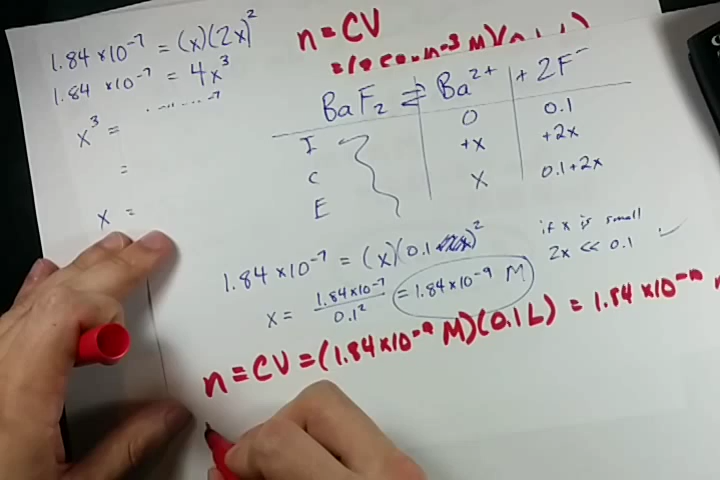 1.84 ×10⁻⁷ = (x)(2x)²
1.84 ×10⁻⁷ = 4x³
x³ =
=
x =
n = CV
BaF₂ ⇌ Ba²⁺ + 2F⁻
I 0 0.1
C +x +2x
E x 0.1+2x
1.84×10⁻⁷ = (x)(0.1)²
if x is small
2x << 0.1 ✓
x = 1.84×10⁻⁷ / 0.1² = 1.84×10⁻⁹ M
n = CV = (1.84×10⁻⁹ M)(0.1 L) = 1.84 ×10⁻¹⁰